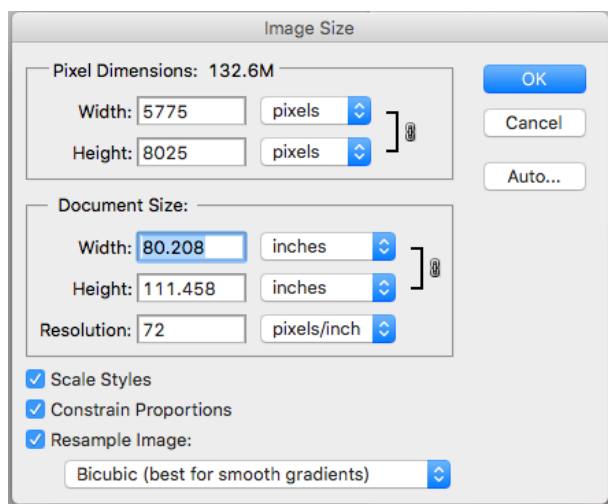 Image Size
Pixel Dimensions: 132.6M
OK
Width: 5775 pixels
Cancel
Height: 8025 pixels
Auto...
Document Size:
Width: 80.208 inches
Height: 111.458 inches
Resolution: 72 pixels/inch
Scale Styles
Constrain Proportions
Resample Image:
Bicubic (best for smooth gradients)